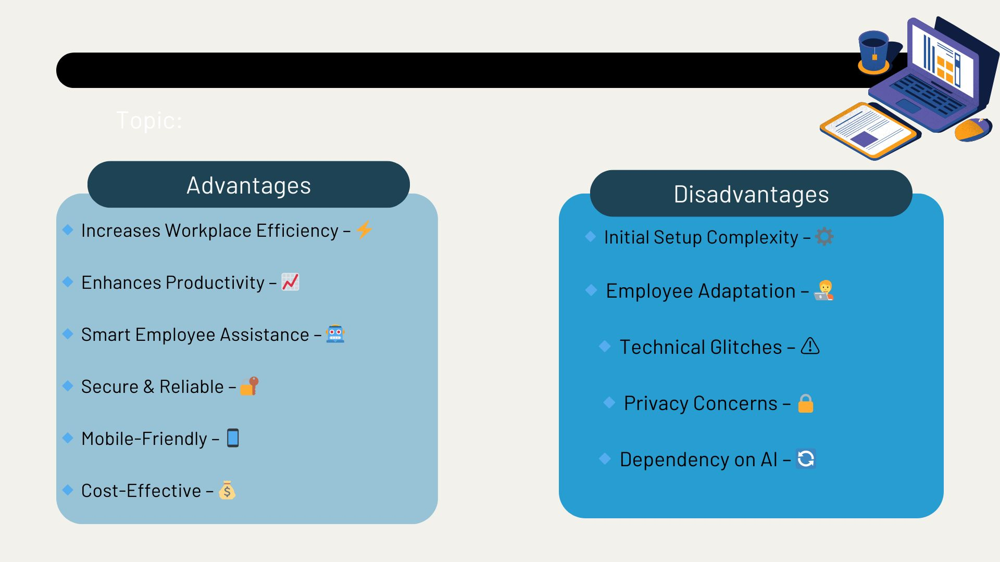 Topic:
Advantages
🔹 Increases Workplace Efficiency – ⚡
🔹 Enhances Productivity – 📈
🔹 Smart Employee Assistance – 🤖
🔹 Secure & Reliable – 🔐
🔹 Mobile-Friendly – 📱
🔹 Cost-Effective – 💰
Disadvantages
🔹 Initial Setup Complexity – ⚙️
🔹 Employee Adaptation – 🧑‍💻
🔹 Technical Glitches – ⚠
🔹 Privacy Concerns – 🔒
🔹 Dependency on AI – 🔄